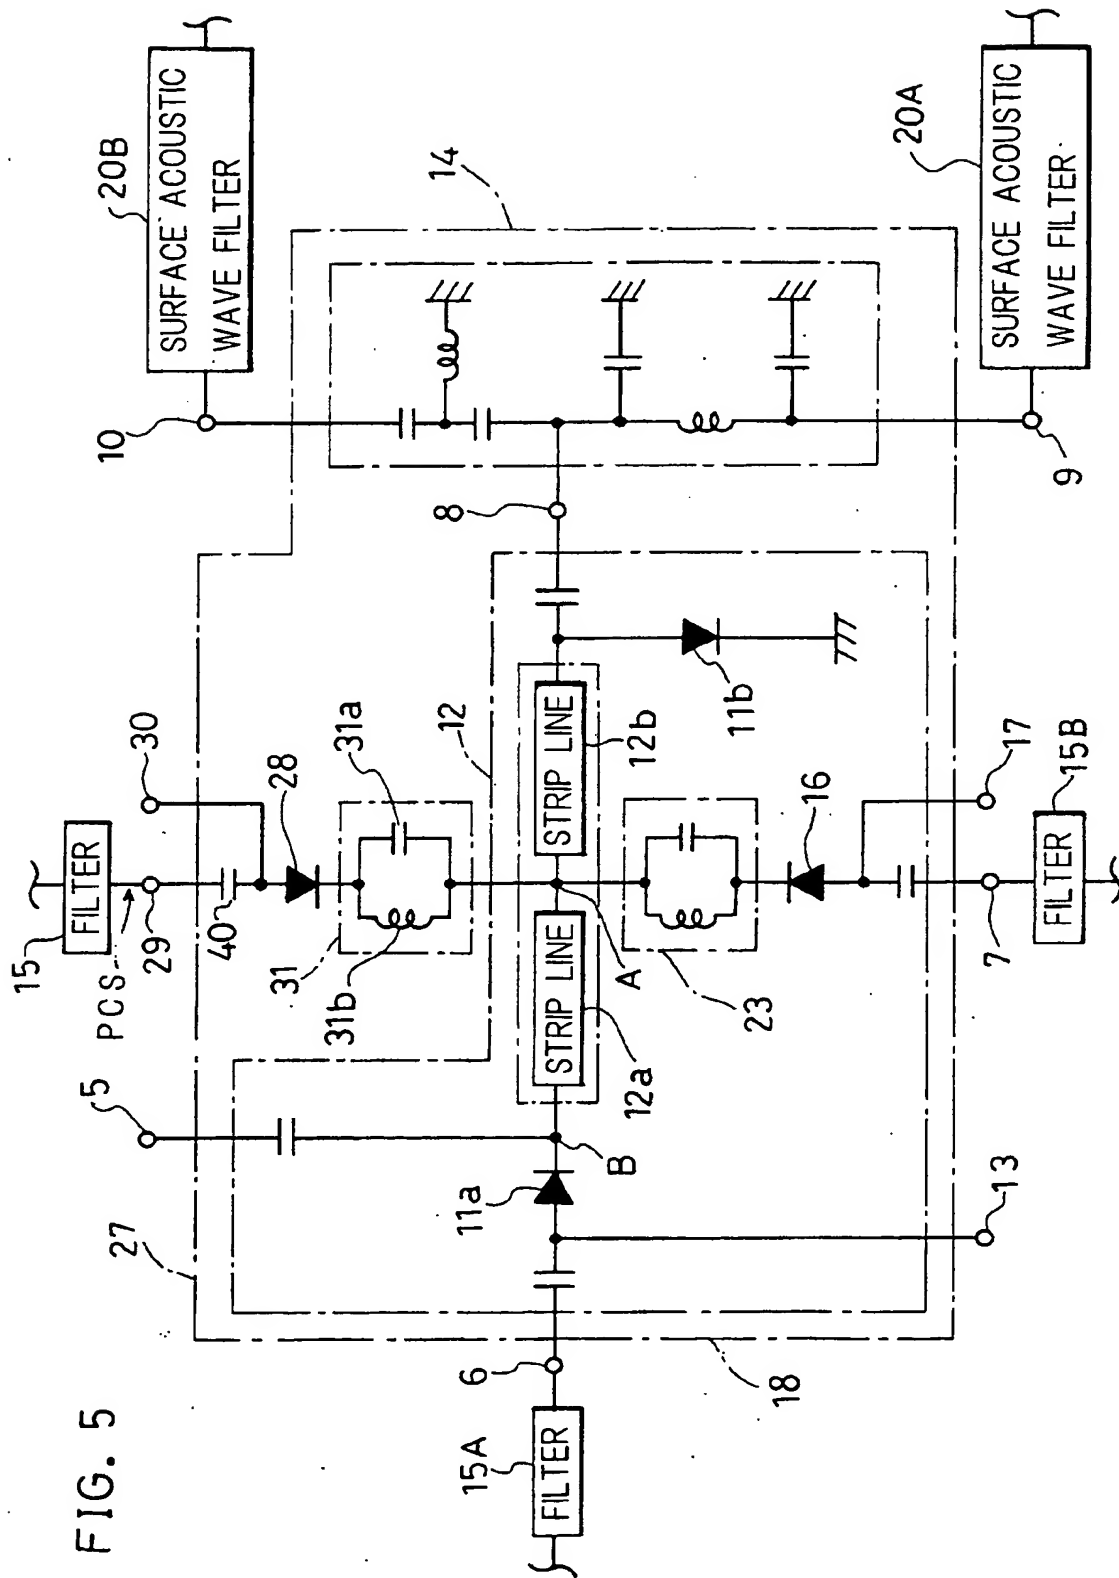 FIG. 5
27
5
PCS
15
FILTER
29
30
40
28
31
31a
31b
12
10
20B
SURFACE ACOUSTIC
WAVE FILTER
14
8
15A
FILTER
6
11a
B
STRIP LINE
12a
A
STRIP LINE
12b
11b
23
16
17
13
18
7
15B
FILTER
9
20A
SURFACE ACOUSTIC
WAVE FILTER